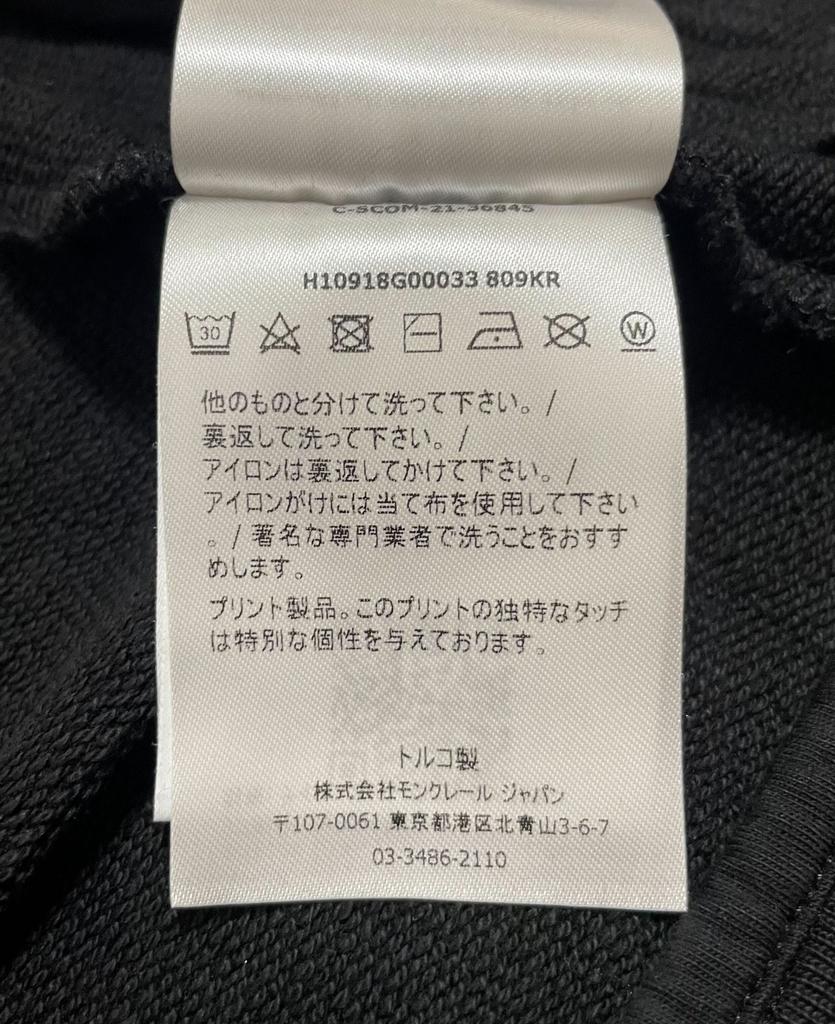 C-SCOM-21-36845
H10918G00033 809KR
30
W
他のものと分けて洗って下さい。/
裏返して洗って下さい。/
アイロンは裏返してかけて下さい。/
アイロンがけには当て布を使用して下さい
。/ 著名な専門業者で洗うことをおすす
めします。
プリント製品。このプリントの独特なタッチ
は特別な個性を与えております。
トルコ製
株式会社モンクレール ジャパン
〒107-0061 東京都港区北青山3-6-7
03-3486-2110